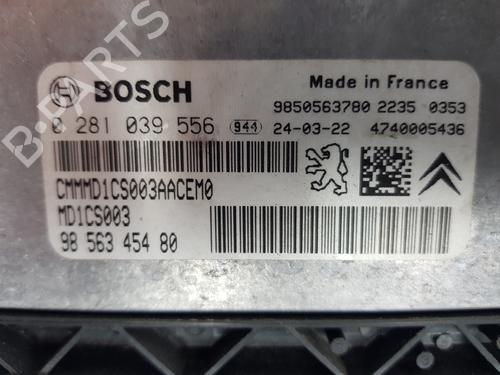 BOSCH
Made in France
9850563780 2235 0353
0 281 039 556 944 24-03-22 4740005436
CMMMD1CS003AACEM0
MD1CS003
98 563 454 80
B-PARTS